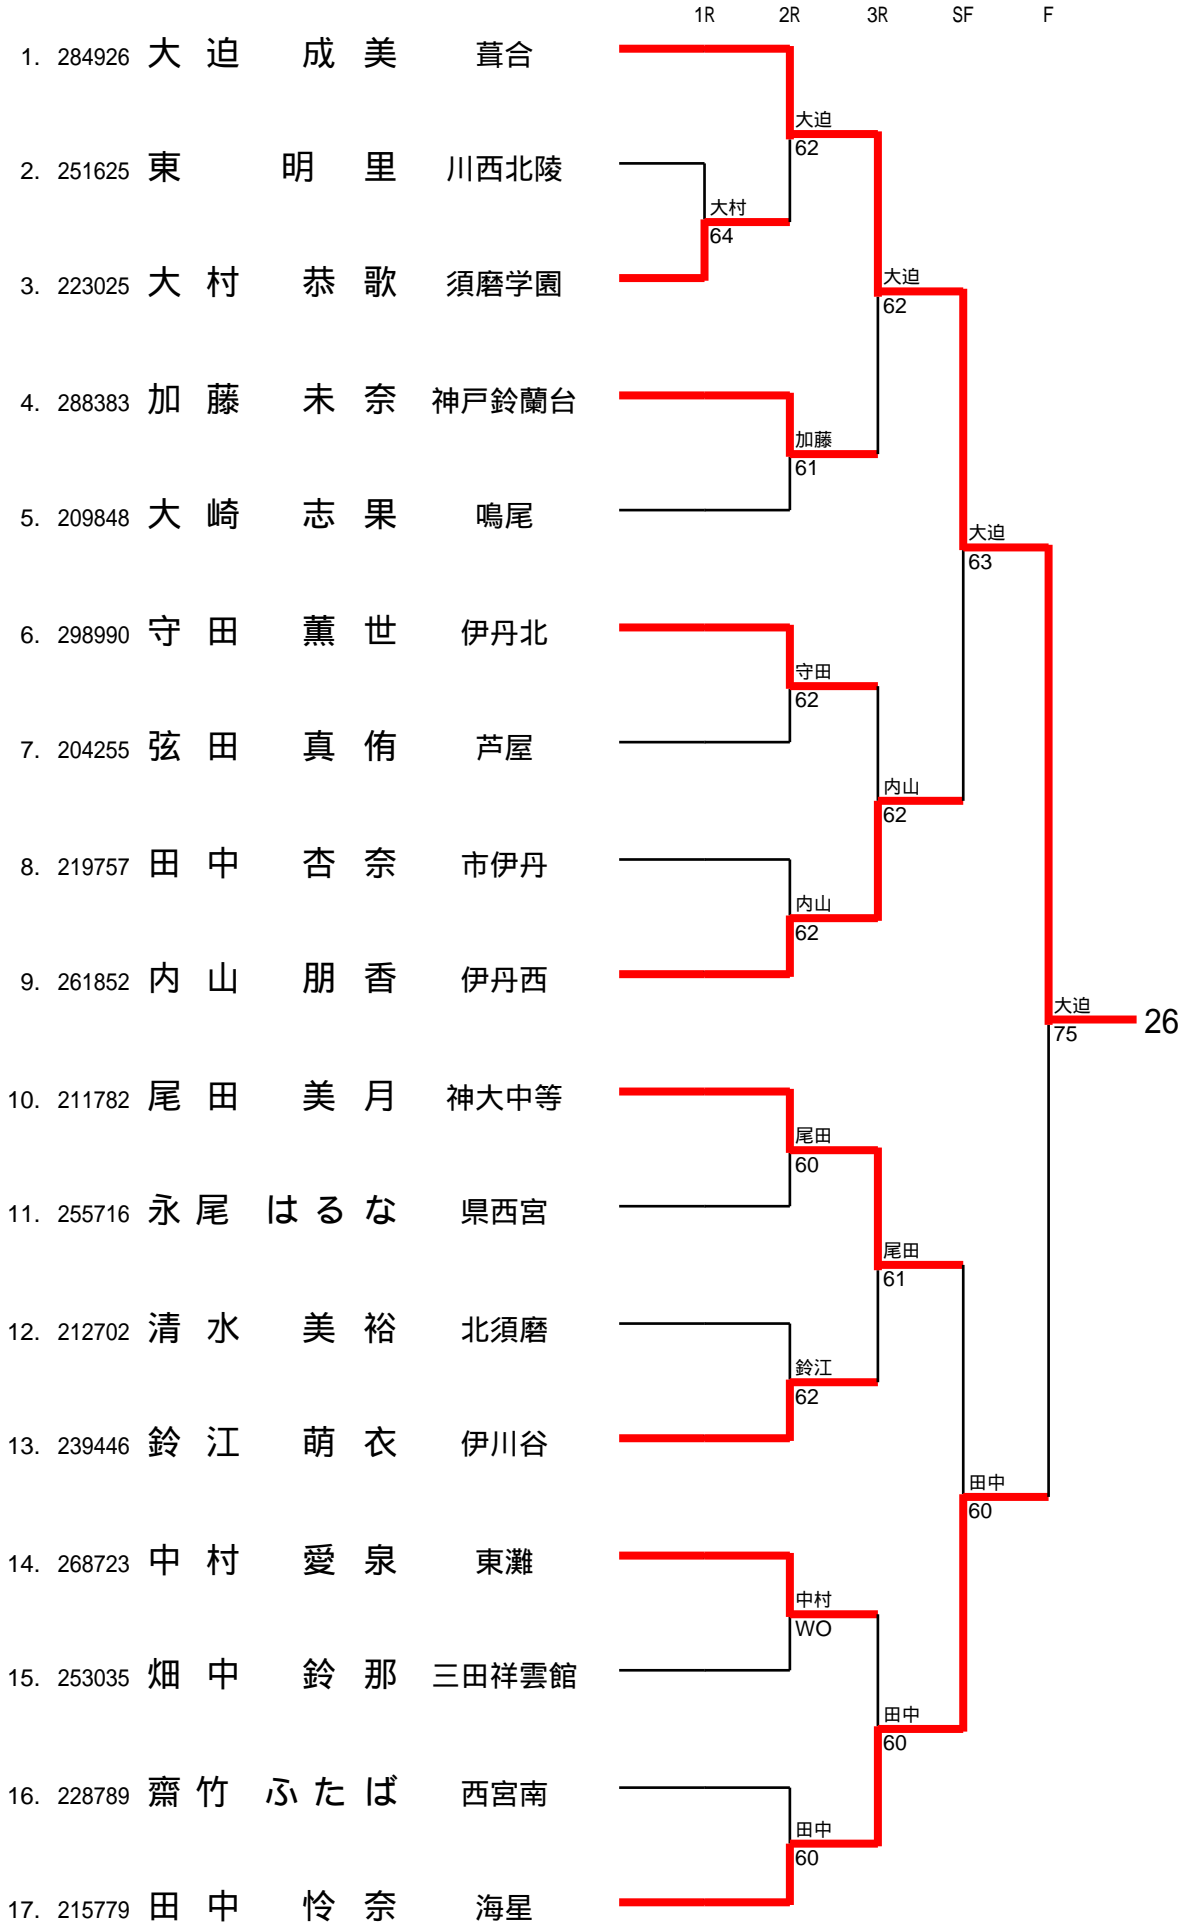 1R 2R 3R SF F
1. 284926 大迫 成美 葺合
大迫
62
2. 251625 東 明里 川西北陵
大村
64
3. 223025 大村 恭歌 須磨学園
大迫
62
4. 288383 加藤 未奈 神戸鈴蘭台
加藤
61
5. 209848 大崎 志果 鳴尾
大迫
63
6. 298990 守田 薫世 伊丹北
守田
62
7. 204255 弦田 真侑 芦屋
内山
62
8. 219757 田中 杏奈 市伊丹
内山
62
9. 261852 内山 朋香 伊丹西
大迫
75
26
10. 211782 尾田 美月 神大中等
尾田
60
11. 255716 永尾 はるな 県西宮
尾田
61
12. 212702 清水 美裕 北須磨
鈴江
62
13. 239446 鈴江 萌衣 伊川谷
田中
60
14. 268723 中村 愛泉 東灘
中村
WO
15. 253035 畑中 鈴那 三田祥雲館
田中
60
16. 228789 齋竹 ふたば 西宮南
田中
60
17. 215779 田中 怜奈 海星